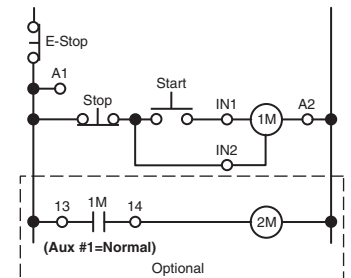 E-Stop
A1
Stop
Start
IN1
1M
A2
IN2
13
1M
14
2M
(Aux #1=Normal)
Optional